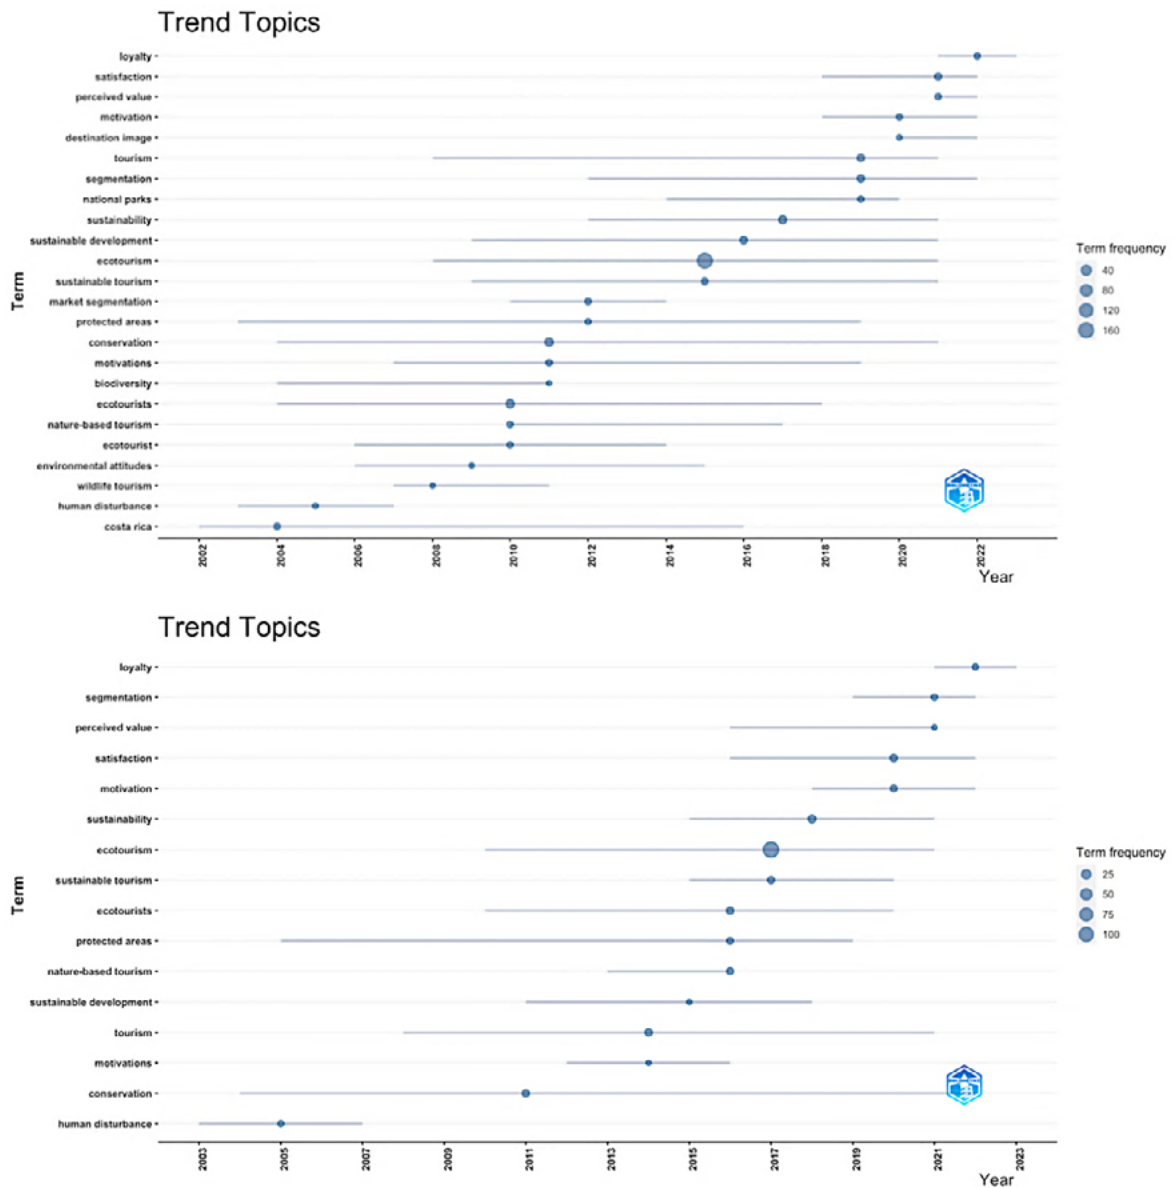 Trend Topics
loyalty
satisfaction
perceived value
motivation
destination image
tourism
segmentation
national parks
sustainability
sustainable development
ecotourism
sustainable tourism
market segmentation
protected areas
conservation
motivations
biodiversity
ecotourists
nature-based tourism
ecotourist
environmental attitudes
wildlife tourism
human disturbance
costa rica
Term
Term frequency
40
80
120
160
2002 2004 2006 2008 2010 2012 2014 2016 2018 2020 2022
Year
Trend Topics
loyalty
segmentation
perceived value
satisfaction
motivation
sustainability
ecotourism
sustainable tourism
ecotourists
protected areas
nature-based tourism
sustainable development
tourism
motivations
conservation
human disturbance
Term
Term frequency
25
50
75
100
2003 2005 2007 2009 2011 2013 2015 2017 2019 2021 2023
Year